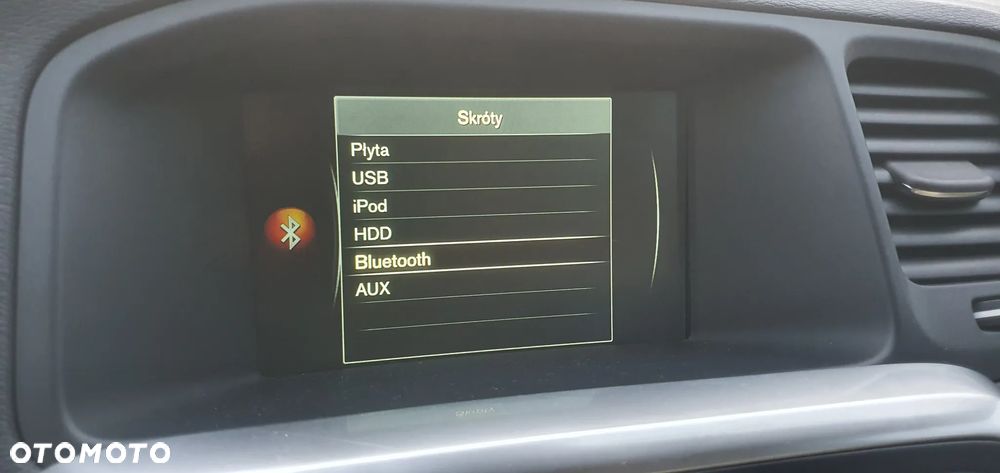 Skróty
Płyta
USB
iPod
HDD
Bluetooth
AUX
OTOMOTO